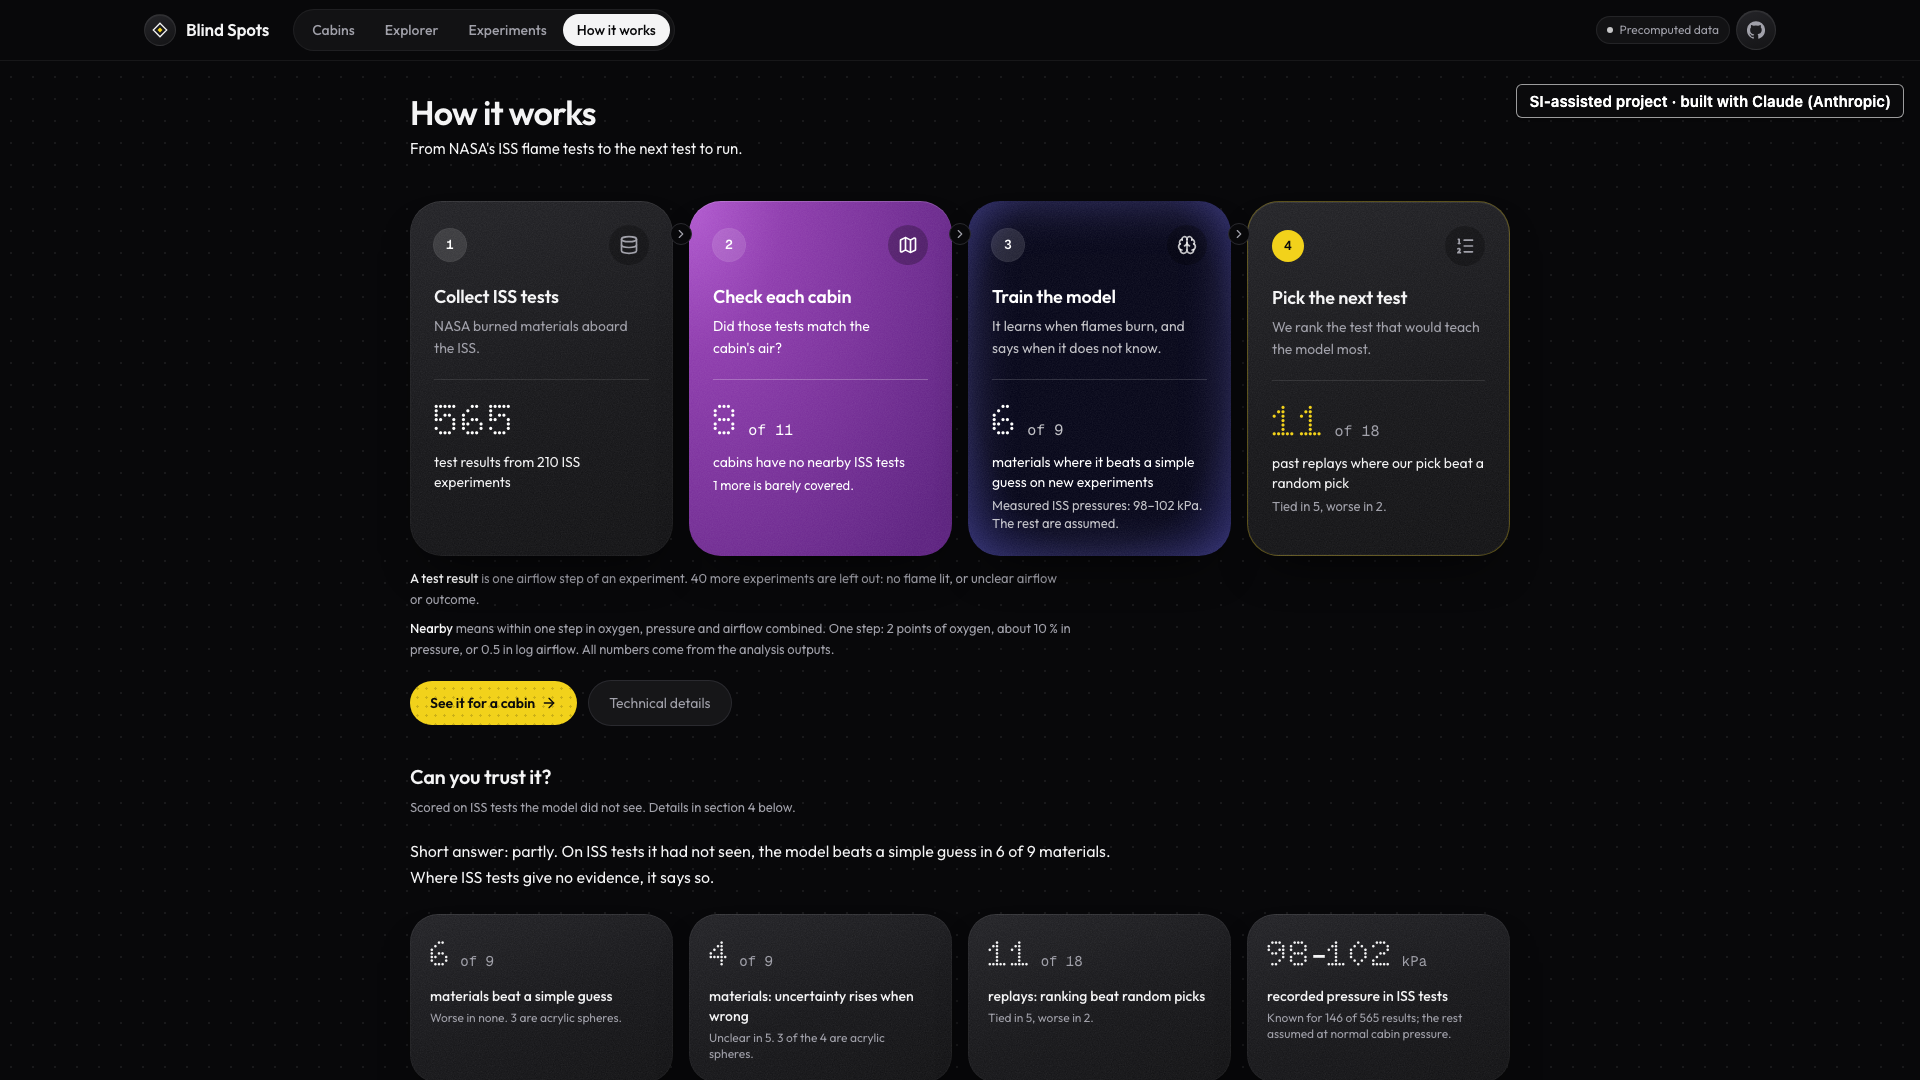 Blind Spots
Cabins
Explorer
Experiments
How it works
Precomputed data
SI-assisted project · built with Claude (Anthropic)
How it works
From NASA's ISS flame tests to the next test to run.
1
Collect ISS tests
NASA burned materials aboard
the ISS.
565
test results from 210 ISS
experiments
2
Check each cabin
Did those tests match the
cabin's air?
8 of 11
cabins have no nearby ISS tests
1 more is barely covered.
3
Train the model
It learns when flames burn, and
says when it does not know.
6 of 9
materials where it beats a simple
guess on new experiments
Measured ISS pressures: 98–102 kPa.
The rest are assumed.
4
Pick the next test
We rank the test that would teach
the model most.
11 of 18
past replays where our pick beat a
random pick
Tied in 5, worse in 2.
A test result is one airflow step of an experiment. 40 more experiments are left out: no flame lit, or unclear airflow
or outcome.
Nearby means within one step in oxygen, pressure and airflow combined. One step: 2 points of oxygen, about 10 % in
pressure, or 0.5 in log airflow. All numbers come from the analysis outputs.
See it for a cabin →
Technical details
Can you trust it?
Scored on ISS tests the model did not see. Details in section 4 below.
Short answer: partly. On ISS tests it had not seen, the model beats a simple guess in 6 of 9 materials.
Where ISS tests give no evidence, it says so.
6 of 9
materials beat a simple guess
Worse in none. 3 are acrylic spheres.
4 of 9
materials: uncertainty rises when
wrong
Unclear in 5. 3 of the 4 are acrylic
spheres.
11 of 18
replays: ranking beat random picks
Tied in 5, worse in 2.
98–102 kPa
recorded pressure in ISS tests
Known for 146 of 565 results; the rest
assumed at normal cabin pressure.